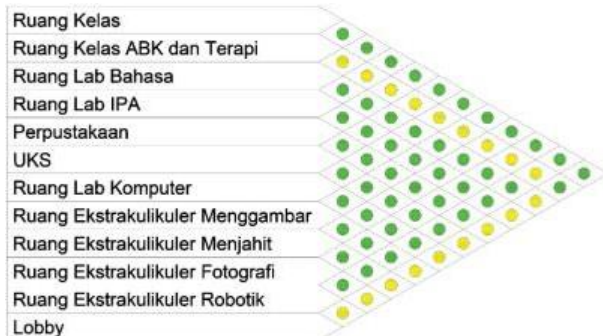 Ruang Kelas
Ruang Kelas ABK dan Terapi
Ruang Lab Bahasa
Ruang Lab IPA
Perpustakaan
UKS
Ruang Lab Komputer
Ruang Ekstrakulikuler Menggambar
Ruang Ekstrakulikuler Menjahit
Ruang Ekstrakulikuler Fotografi
Ruang Ekstrakulikuler Robotik
Lobby